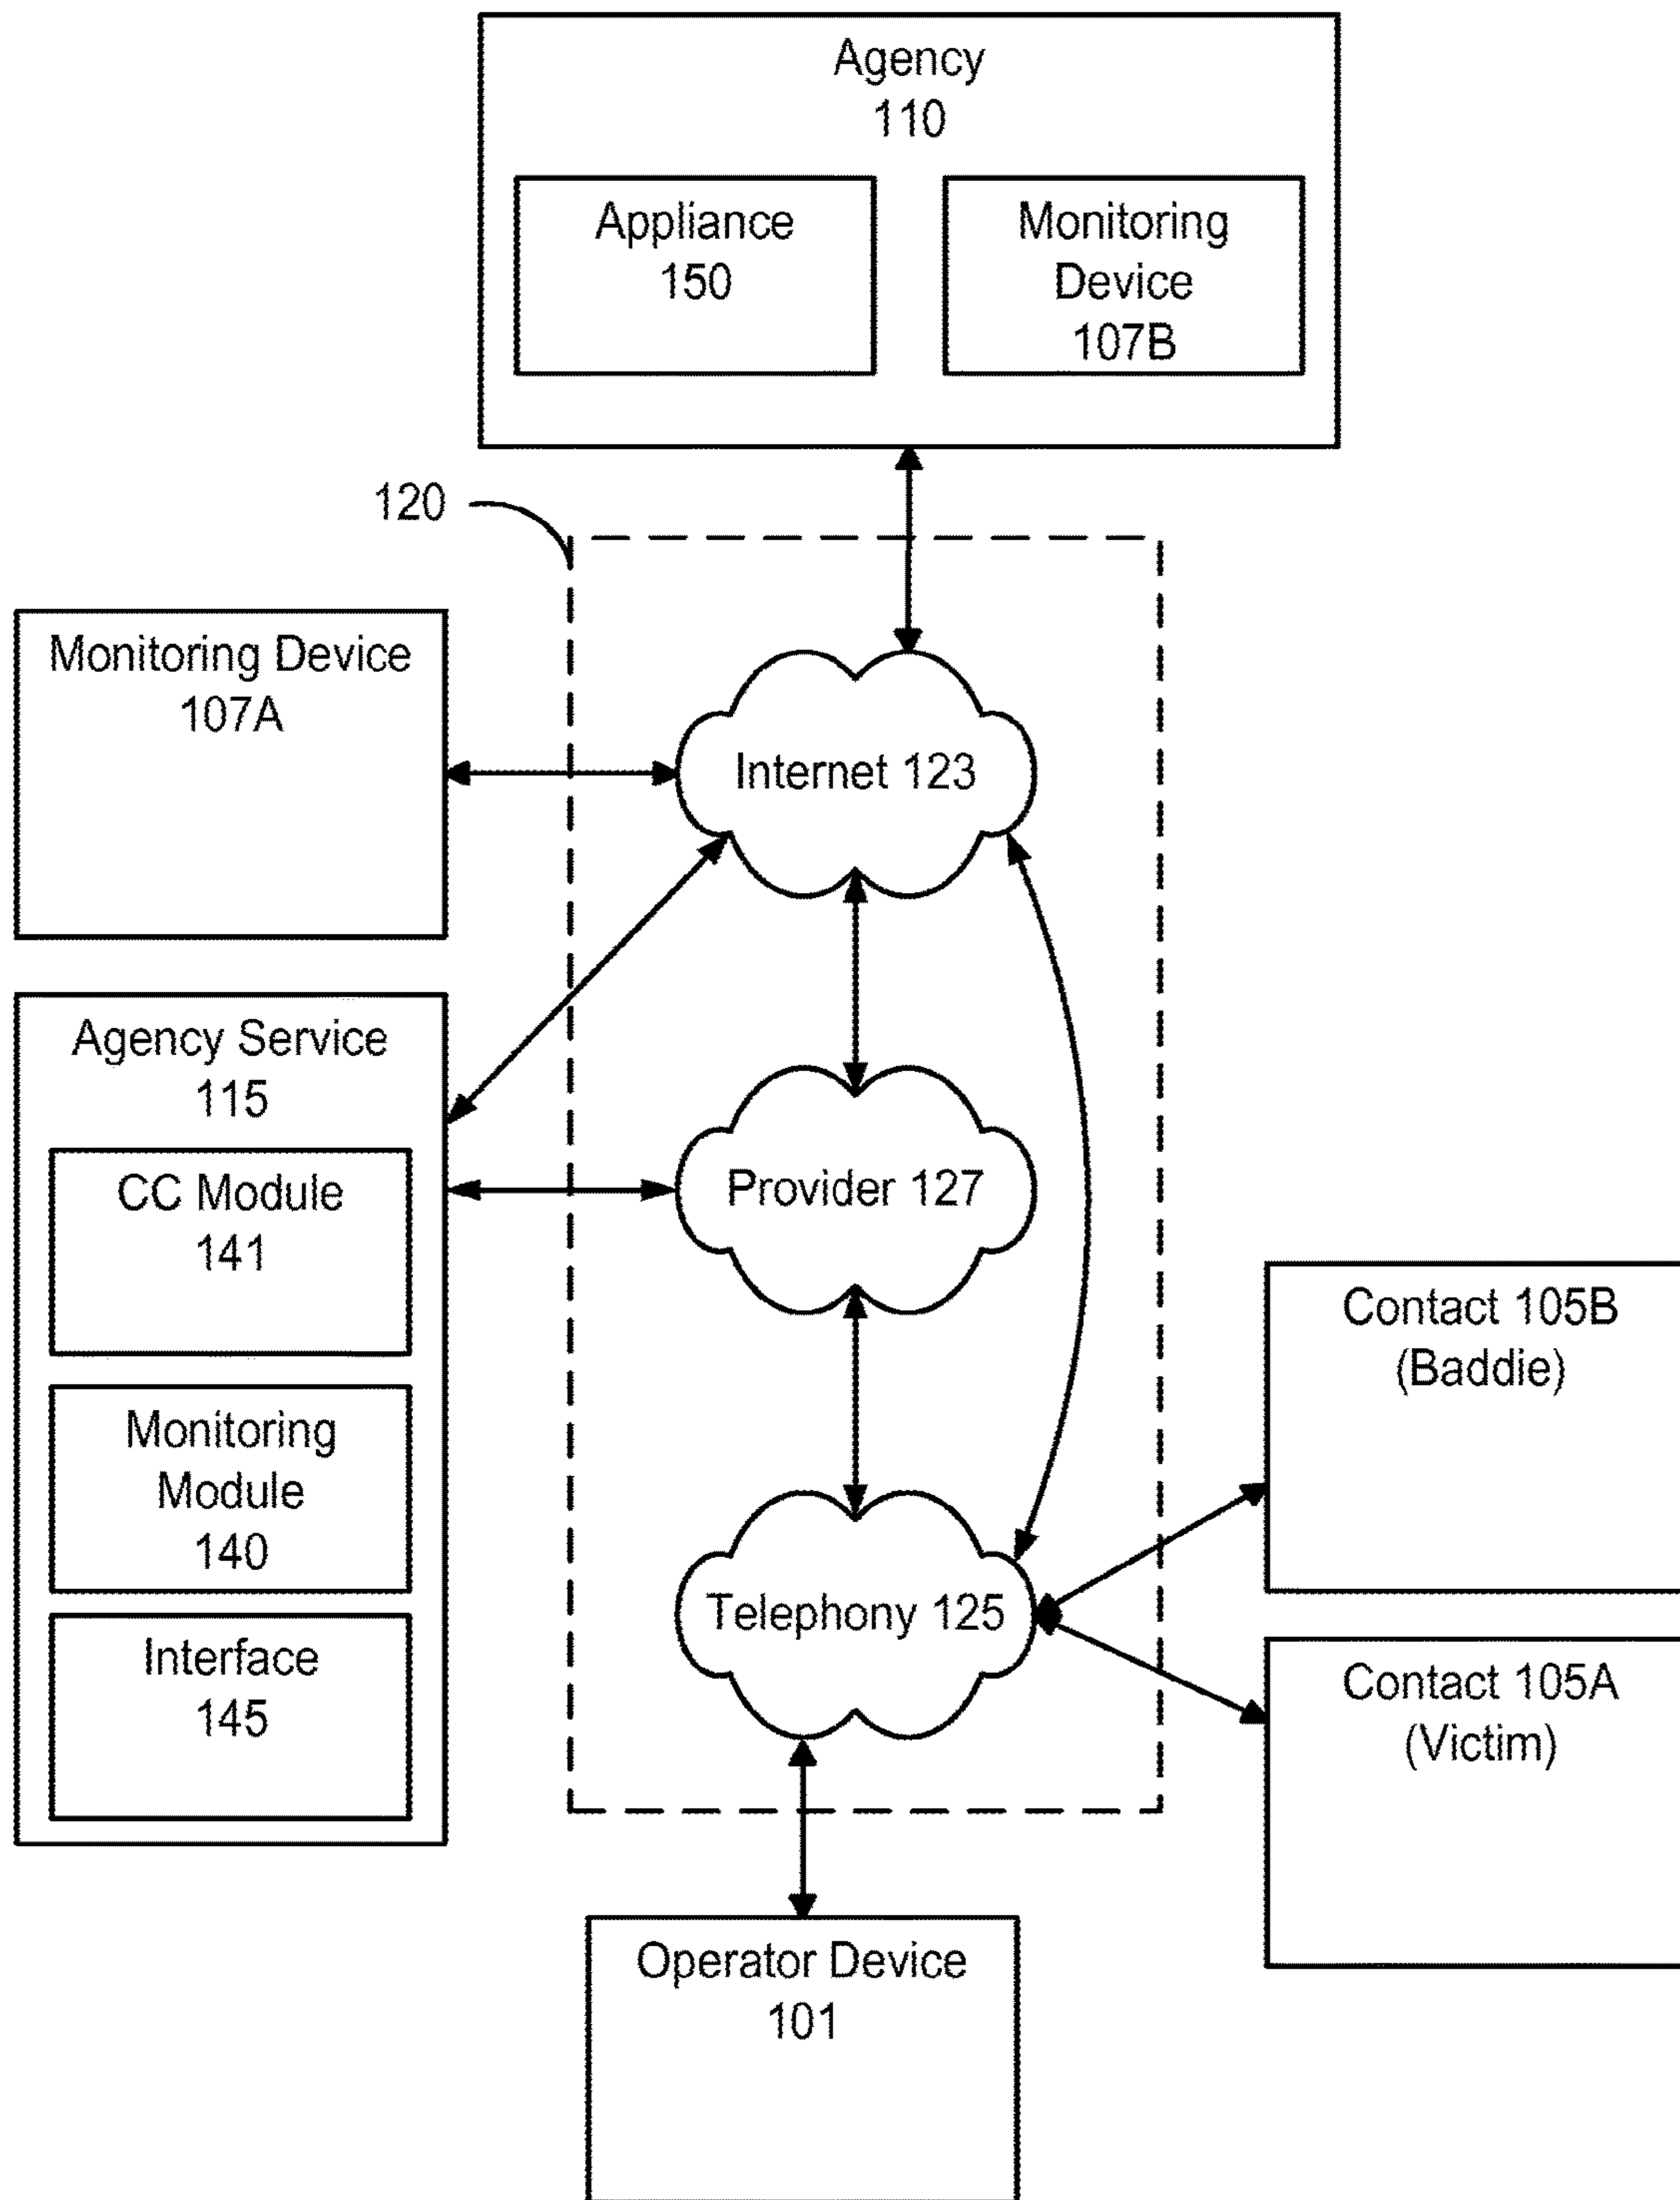 Agency
110
Appliance
150
Monitoring
Device
107B
120
Monitoring Device
107A
Internet 123
Agency Service
115
CC Module
141
Provider 127
Monitoring
Module
140
Contact 105B
(Baddie)
Interface
145
Telephony 125
Contact 105A
(Victim)
Operator Device
101